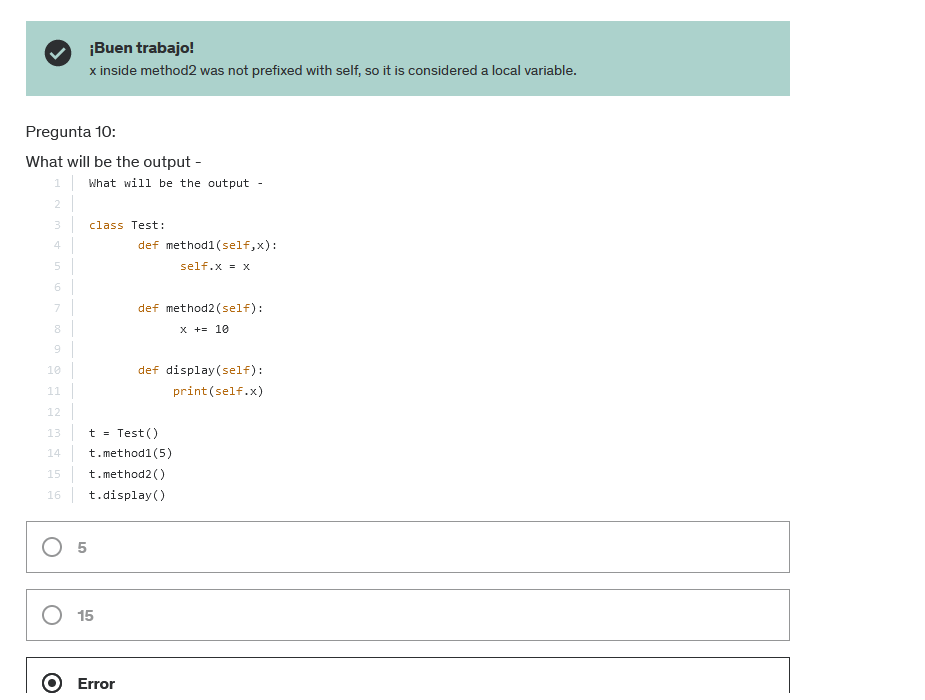 ¡Buen trabajo!
x inside method2 was not prefixed with self, so it is considered a local variable.
Pregunta 10:
What will be the output -
1 What will be the output -
2
3 class Test:
4 def method1(self,x):
5 self.x = x
6
7 def method2(self):
8 x += 10
9
10 def display(self):
11 print(self.x)
12
13 t = Test()
14 t.method1(5)
15 t.method2()
16 t.display()
5
15
Error